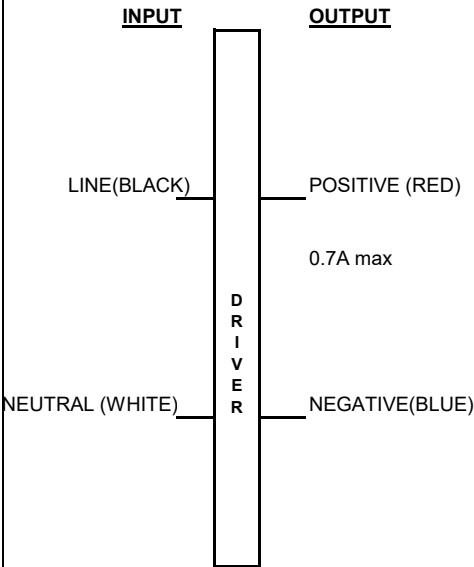 INPUT
OUTPUT
LINE(BLACK)
POSITIVE (RED)
0.7A max
D
R
I
V
E
R
NEUTRAL (WHITE)
NEGATIVE(BLUE)